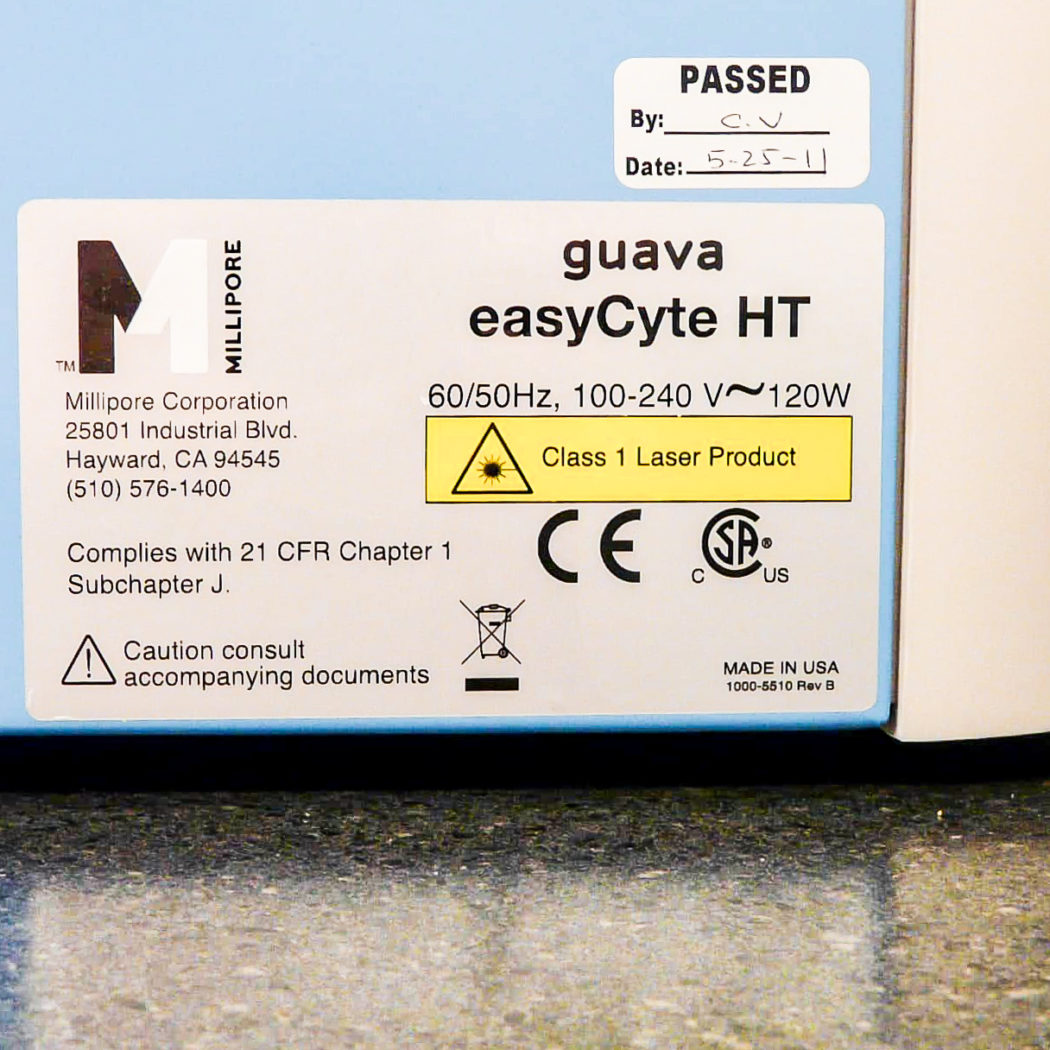 PASSED
By: C.V
Date: 5-25-11
MILLIPORE
TM
guava
easyCyte HT
Millipore Corporation
25801 Industrial Blvd.
Hayward, CA 94545
(510) 576-1400
60/50Hz, 100-240 V~120W
Class 1 Laser Product
Complies with 21 CFR Chapter 1
Subchapter J.
CE
C SA® US
Caution consult
accompanying documents
MADE IN USA
1000-5510 Rev B